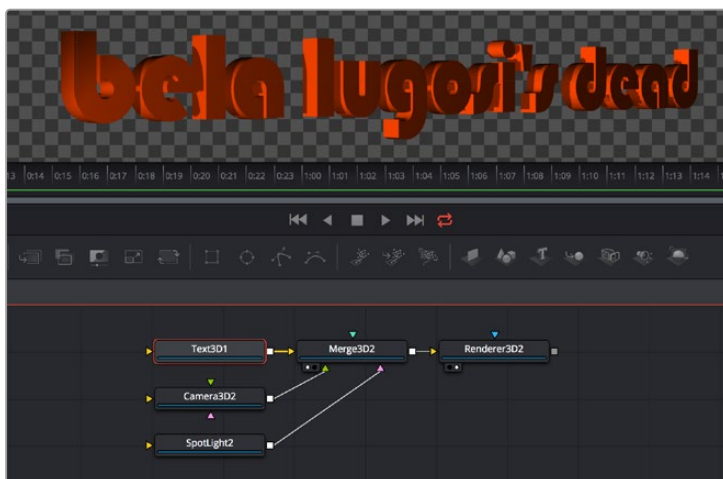 bela lugosi's dead
13 0:14 0:15 0:16 0:17 0:18 0:19 0:20 0:21 0:22 0:23 1:00 1:01 1:02 1:03 1:04 1:05 1:06 1:07 1:08 1:09 1:10 1:11 1:12 1:13 1:14
Text3D1 Merge3D2 Renderer3D2
Camera3D2
SpotLight2